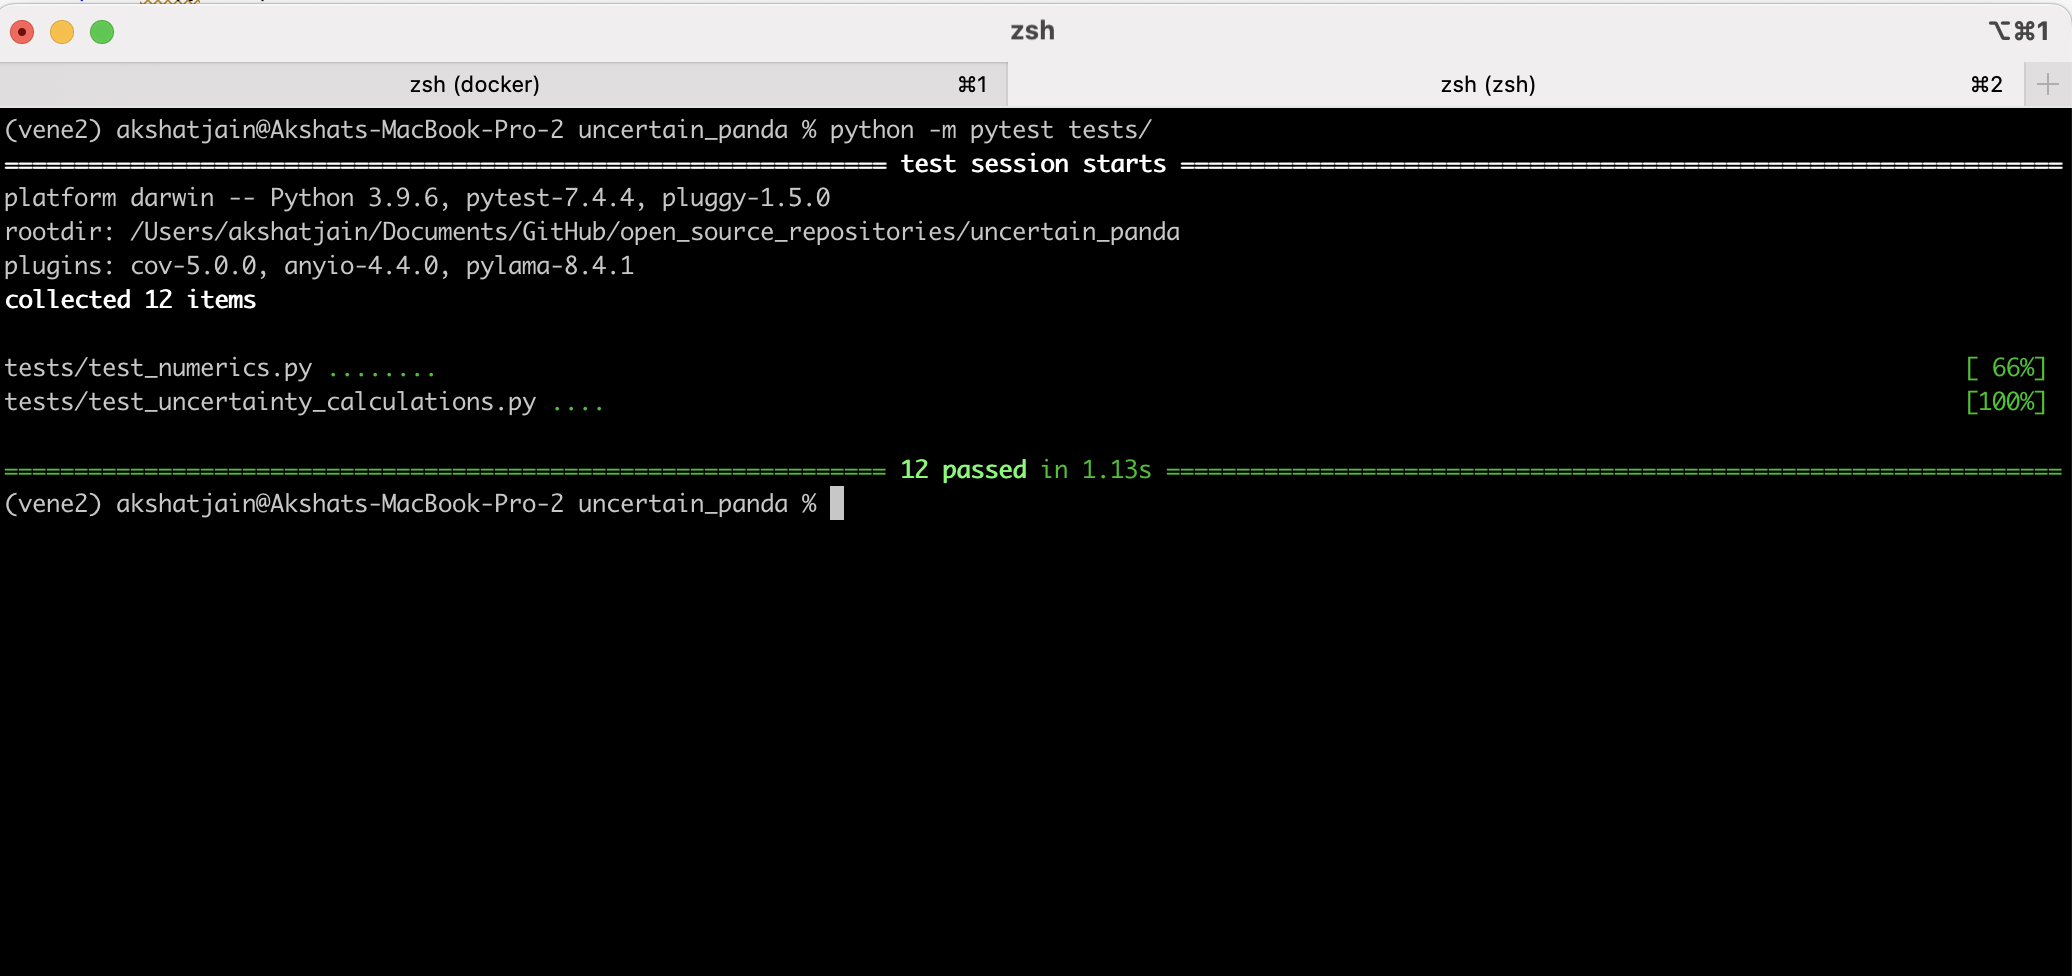 zsh ⌥⌘1
zsh (docker) ⌘1 zsh (zsh) ⌘2 +
(vene2) akshatjain@Akshats-MacBook-Pro-2 uncertain_panda % python -m pytest tests/
=============================================================== test session starts ===============================================================
platform darwin -- Python 3.9.6, pytest-7.4.4, pluggy-1.5.0
rootdir: /Users/akshatjain/Documents/GitHub/open_source_repositories/uncertain_panda
plugins: cov-5.0.0, anyio-4.4.0, pylama-8.4.1
collected 12 items
tests/test_numerics.py ........ [ 66%]
tests/test_uncertainty_calculations.py .... [100%]
=============================================================== 12 passed in 1.13s ================================================================
(vene2) akshatjain@Akshats-MacBook-Pro-2 uncertain_panda %